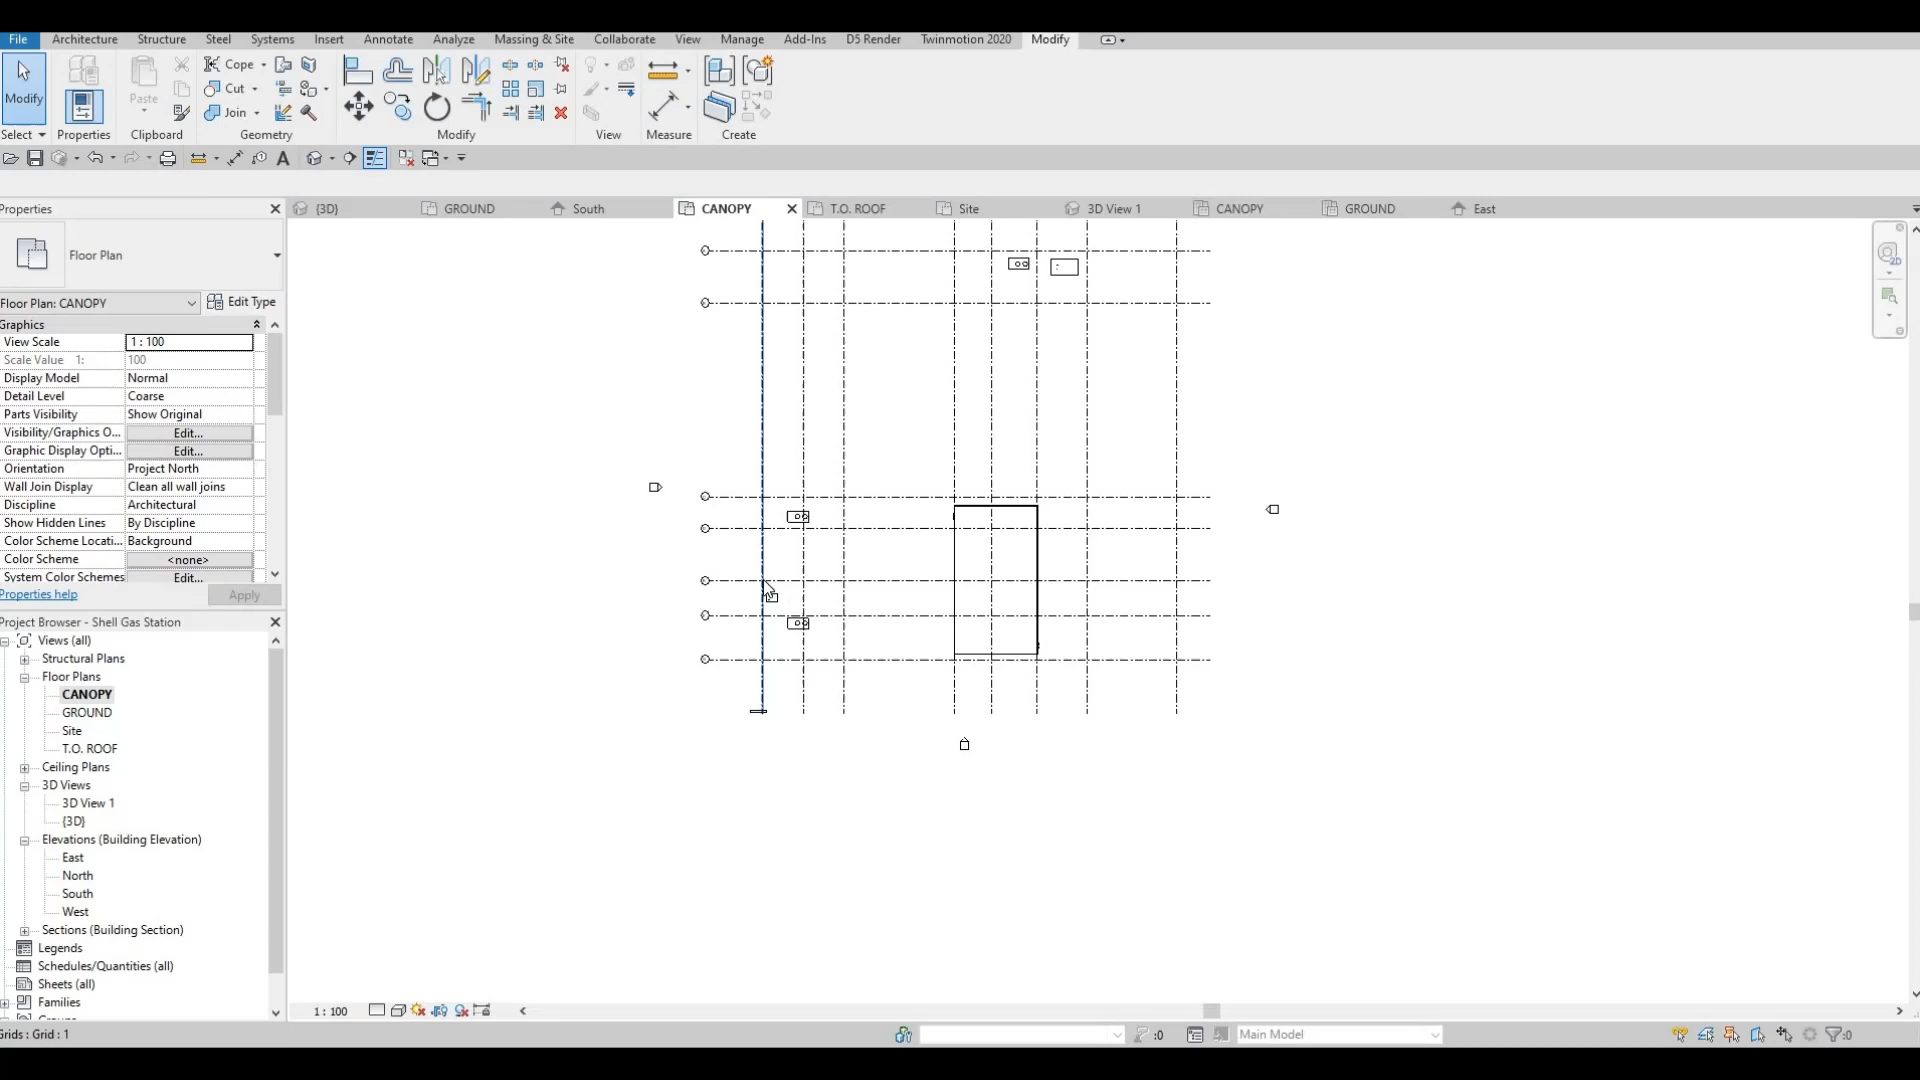 File Architecture Structure Steel Systems Insert Annotate Analyze Massing & Site Collaborate View Manage Add-Ins D5 Render Twinmotion 2020 Modify
Cope
Modify Paste Cut
Join
Select Properties Clipboard Geometry Modify View Measure Create
A
Properties {3D} GROUND South CANOPY T.O. ROOF Site 3D View 1 CANOPY GROUND East
2D
Floor Plan
Floor Plan: CANOPY Edit Type
Graphics
View Scale 1 : 100
Scale Value 1: 100
Display Model Normal
Detail Level Coarse
Parts Visibility Show Original
Visibility/Graphics O... Edit...
Graphic Display Opti... Edit...
Orientation Project North
Wall Join Display Clean all wall joins
Discipline Architectural
Show Hidden Lines By Discipline
Color Scheme Locati... Background
Color Scheme <none>
System Color Schemes Edit...
Properties help Apply
Project Browser - Shell Gas Station
Views (all)
Structural Plans
Floor Plans
CANOPY
GROUND
Site
T.O. ROOF
Ceiling Plans
3D Views
3D View 1
{3D}
Elevations (Building Elevation)
East
North
South
West
Sections (Building Section)
Legends
Schedules/Quantities (all)
Sheets (all)
Families
1 : 100
Grids : Grid : 1 :0 Main Model :0